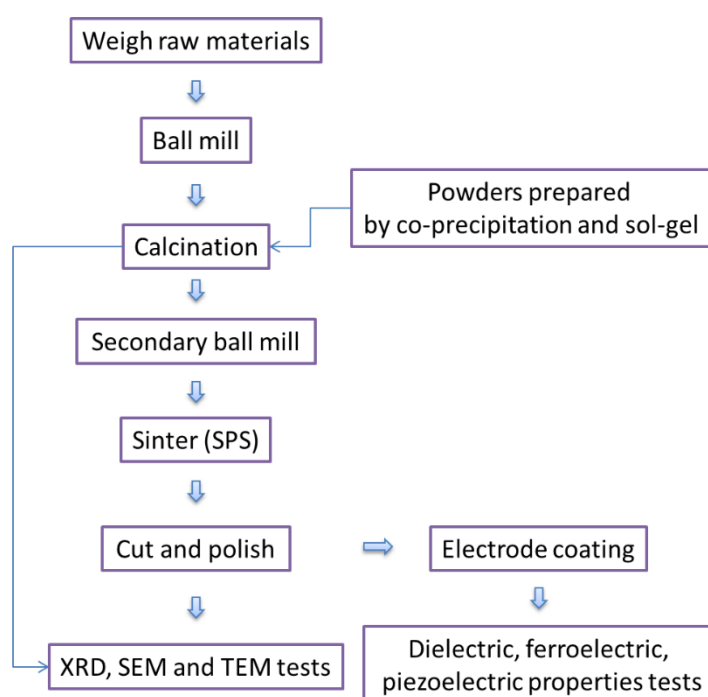 Weigh raw materials
Ball mill
Powders prepared
by co-precipitation and sol-gel
Calcination
Secondary ball mill
Sinter (SPS)
Cut and polish
Electrode coating
XRD, SEM and TEM tests
Dielectric, ferroelectric,
piezoelectric properties tests